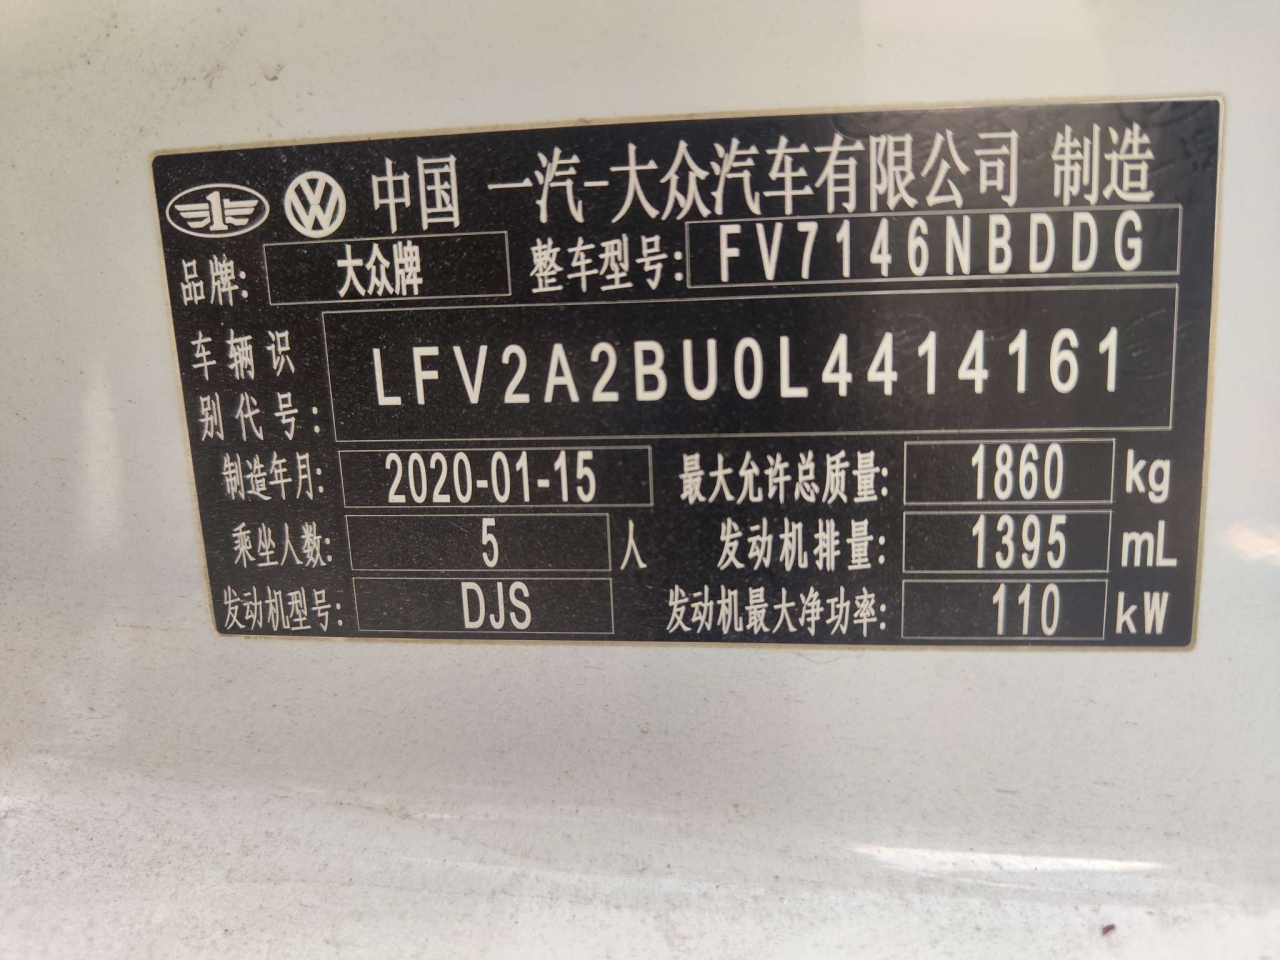 中国 一汽-大众汽车有限公司 制造
品牌: 大众牌 整车型号: FV7146NBDDG
车辆识
别代号: LFV2A2BU0L4414161
制造年月: 2020-01-15 最大允许总质量: 1860 kg
乘坐人数: 5 人 发动机排量: 1395 mL
发动机型号: DJS 发动机最大净功率: 110 kW